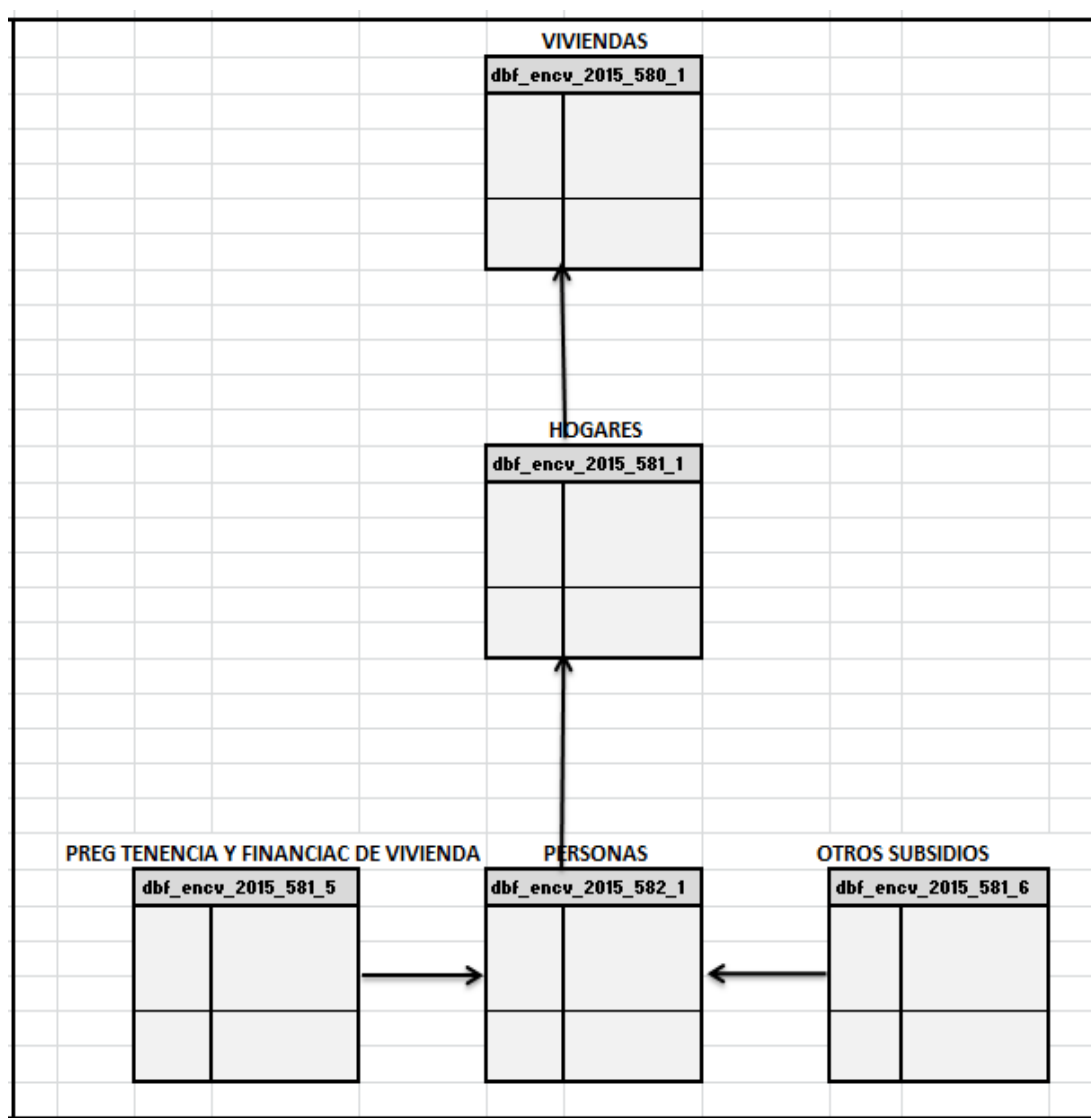 VIVIENDAS
dbf_encv_2015_580_1
HOGARES
dbf_encv_2015_581_1
PREG TENENCIA Y FINANCIAC DE VIVIENDA
dbf_encv_2015_581_5
PERSONAS
dbf_encv_2015_582_1
OTROS SUBSIDIOS
dbf_encv_2015_581_6